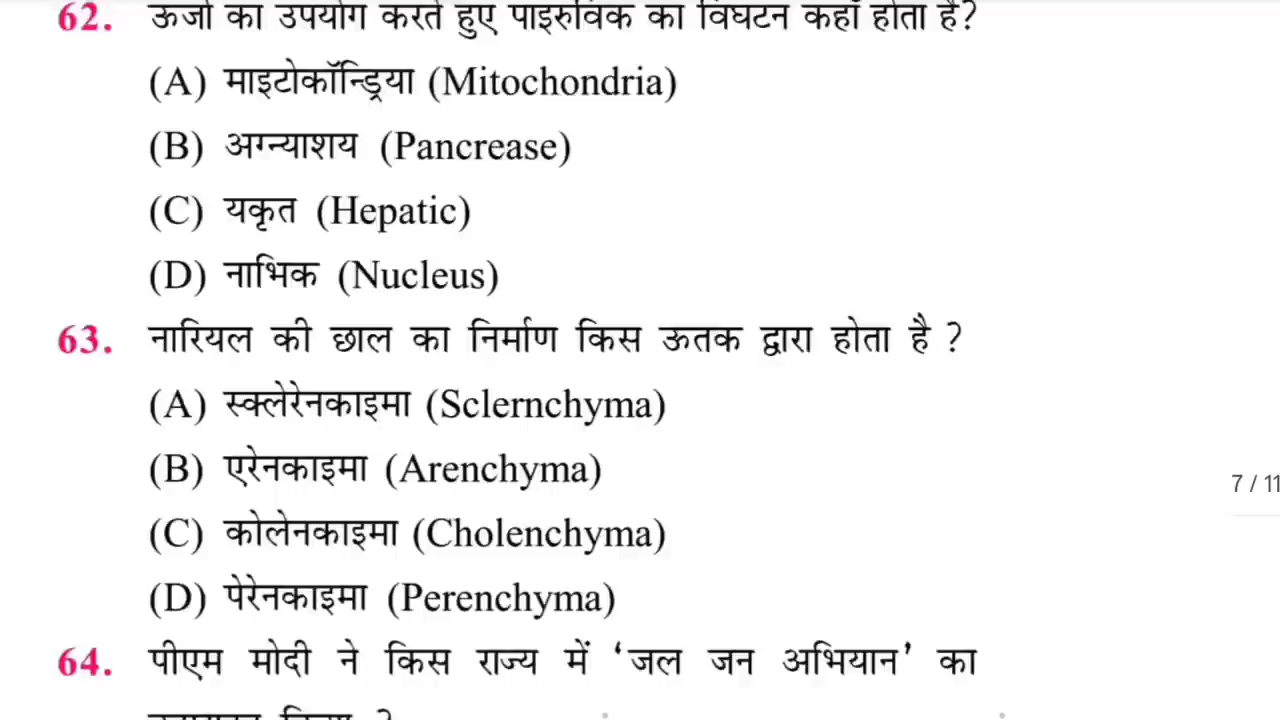 62. ऊर्जा का उपयोग करते हुए पाइरुविक का विघटन कहाँ होता है?
(A) माइटोकॉन्ड्रिया (Mitochondria)
(B) अग्न्याशय (Pancrease)
(C) यकृत (Hepatic)
(D) नाभिक (Nucleus)
63. नारियल की छाल का निर्माण किस ऊतक द्वारा होता है ?
(A) स्क्लेरेनकाइमा (Sclernchyma)
(B) एरेनकाइमा (Arenchyma)
7 / 11
(C) कोलेनकाइमा (Cholenchyma)
(D) पेरेनकाइमा (Perenchyma)
64. पीएम मोदी ने किस राज्य में ‘जल जन अभियान’ का